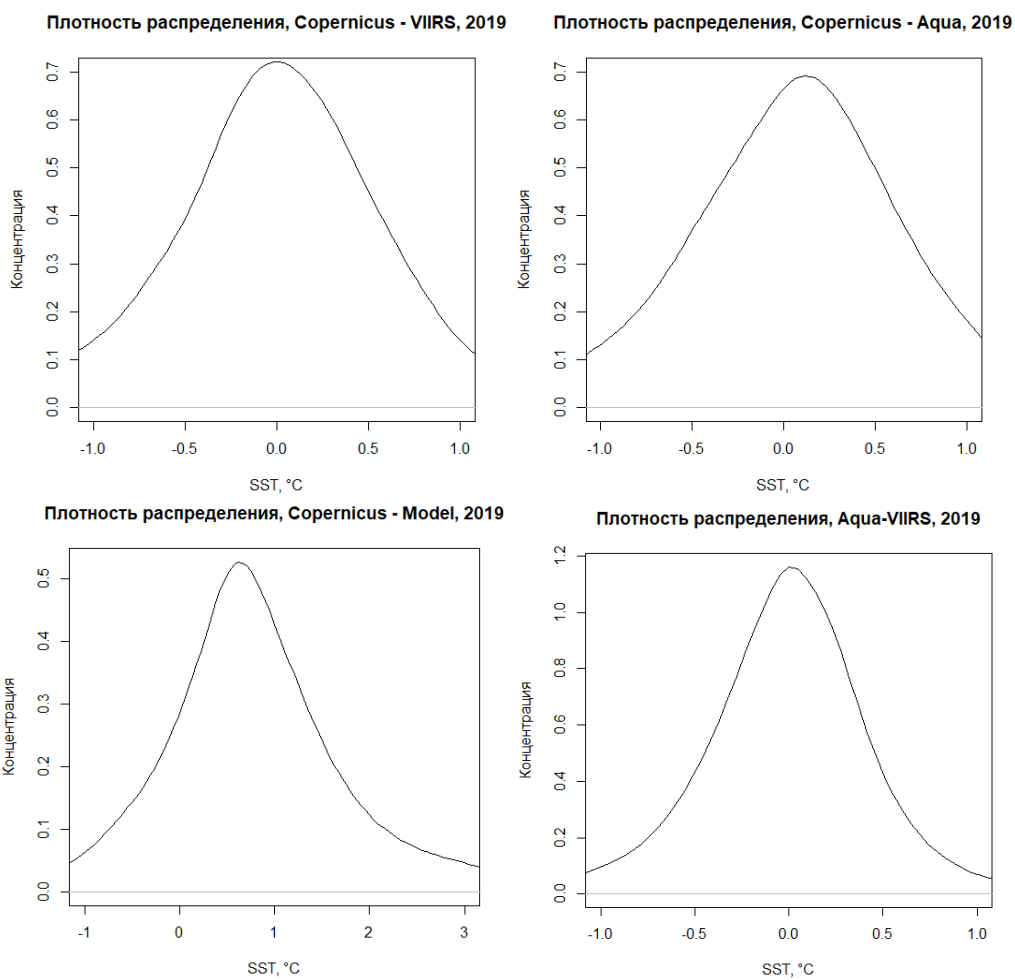 Плотность распределения, Copernicus - VIIRS, 2019
Концентрация
0.7
0.6
0.5
0.4
0.3
0.2
0.1
0.0
-1.0 -0.5 0.0 0.5 1.0
SST, °C
Плотность распределения, Copernicus - Aqua, 2019
Концентрация
0.7
0.6
0.5
0.4
0.3
0.2
0.1
0.0
-1.0 -0.5 0.0 0.5 1.0
SST, °C
Плотность распределения, Copernicus - Model, 2019
Концентрация
0.5
0.4
0.3
0.2
0.1
0.0
-1 0 1 2 3
SST, °C
Плотность распределения, Aqua-VIIRS, 2019
Концентрация
1.2
1.0
0.8
0.6
0.4
0.2
0.0
-1.0 -0.5 0.0 0.5 1.0
SST, °C